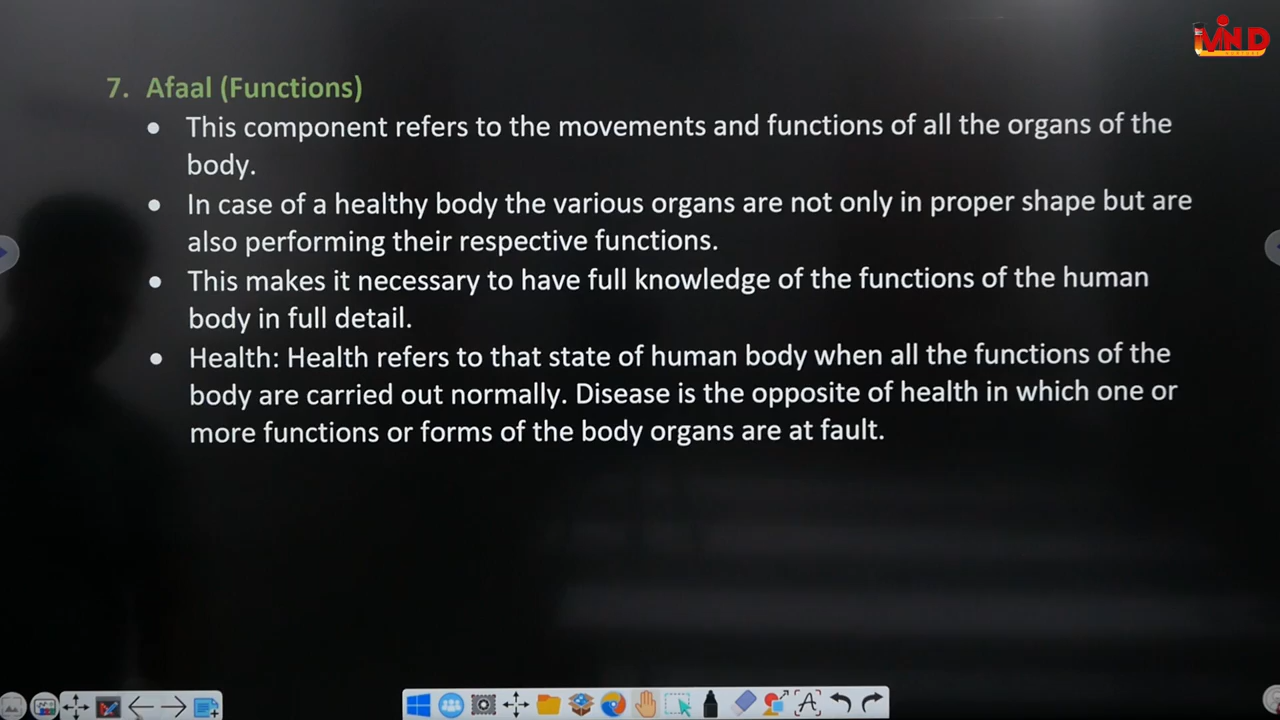 MIND
7. Afaal (Functions)
• This component refers to the movements and functions of all the organs of the
body.
• In case of a healthy body the various organs are not only in proper shape but are
also performing their respective functions.
• This makes it necessary to have full knowledge of the functions of the human
body in full detail.
• Health: Health refers to that state of human body when all the functions of the
body are carried out normally. Disease is the opposite of health in which one or
more functions or forms of the body organs are at fault.